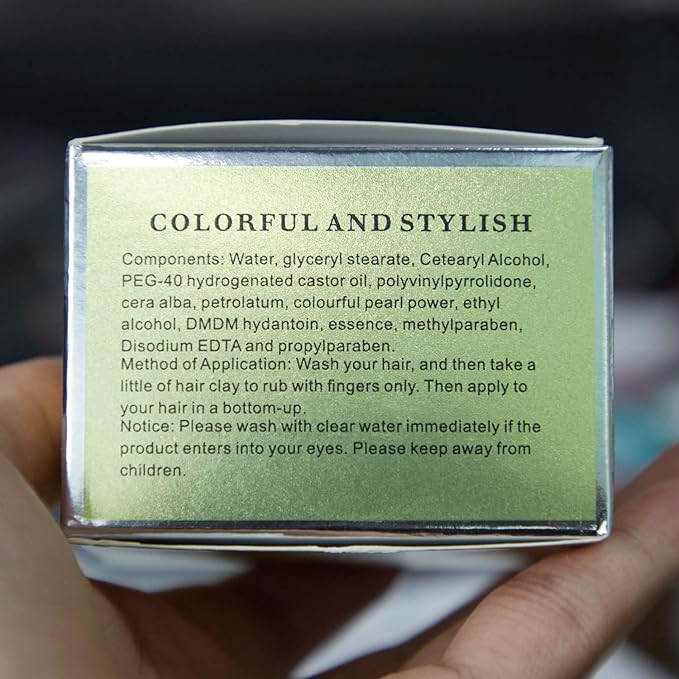 COLORFUL AND STYLISH
Components: Water, glyceryl stearate, Cetearyl Alcohol,
PEG-40 hydrogenated castor oil, polyvinylpyrrolidone,
cera alba, petrolatum, colourful pearl power, ethyl
alcohol, DMDM hydantoin, essence, methylparaben,
Disodium EDTA and propylparaben.
Method of Application: Wash your hair, and then take a
little of hair clay to rub with fingers only. Then apply to
your hair in a bottom-up.
Notice: Please wash with clear water immediately if the
product enters into your eyes. Please keep away from
children.